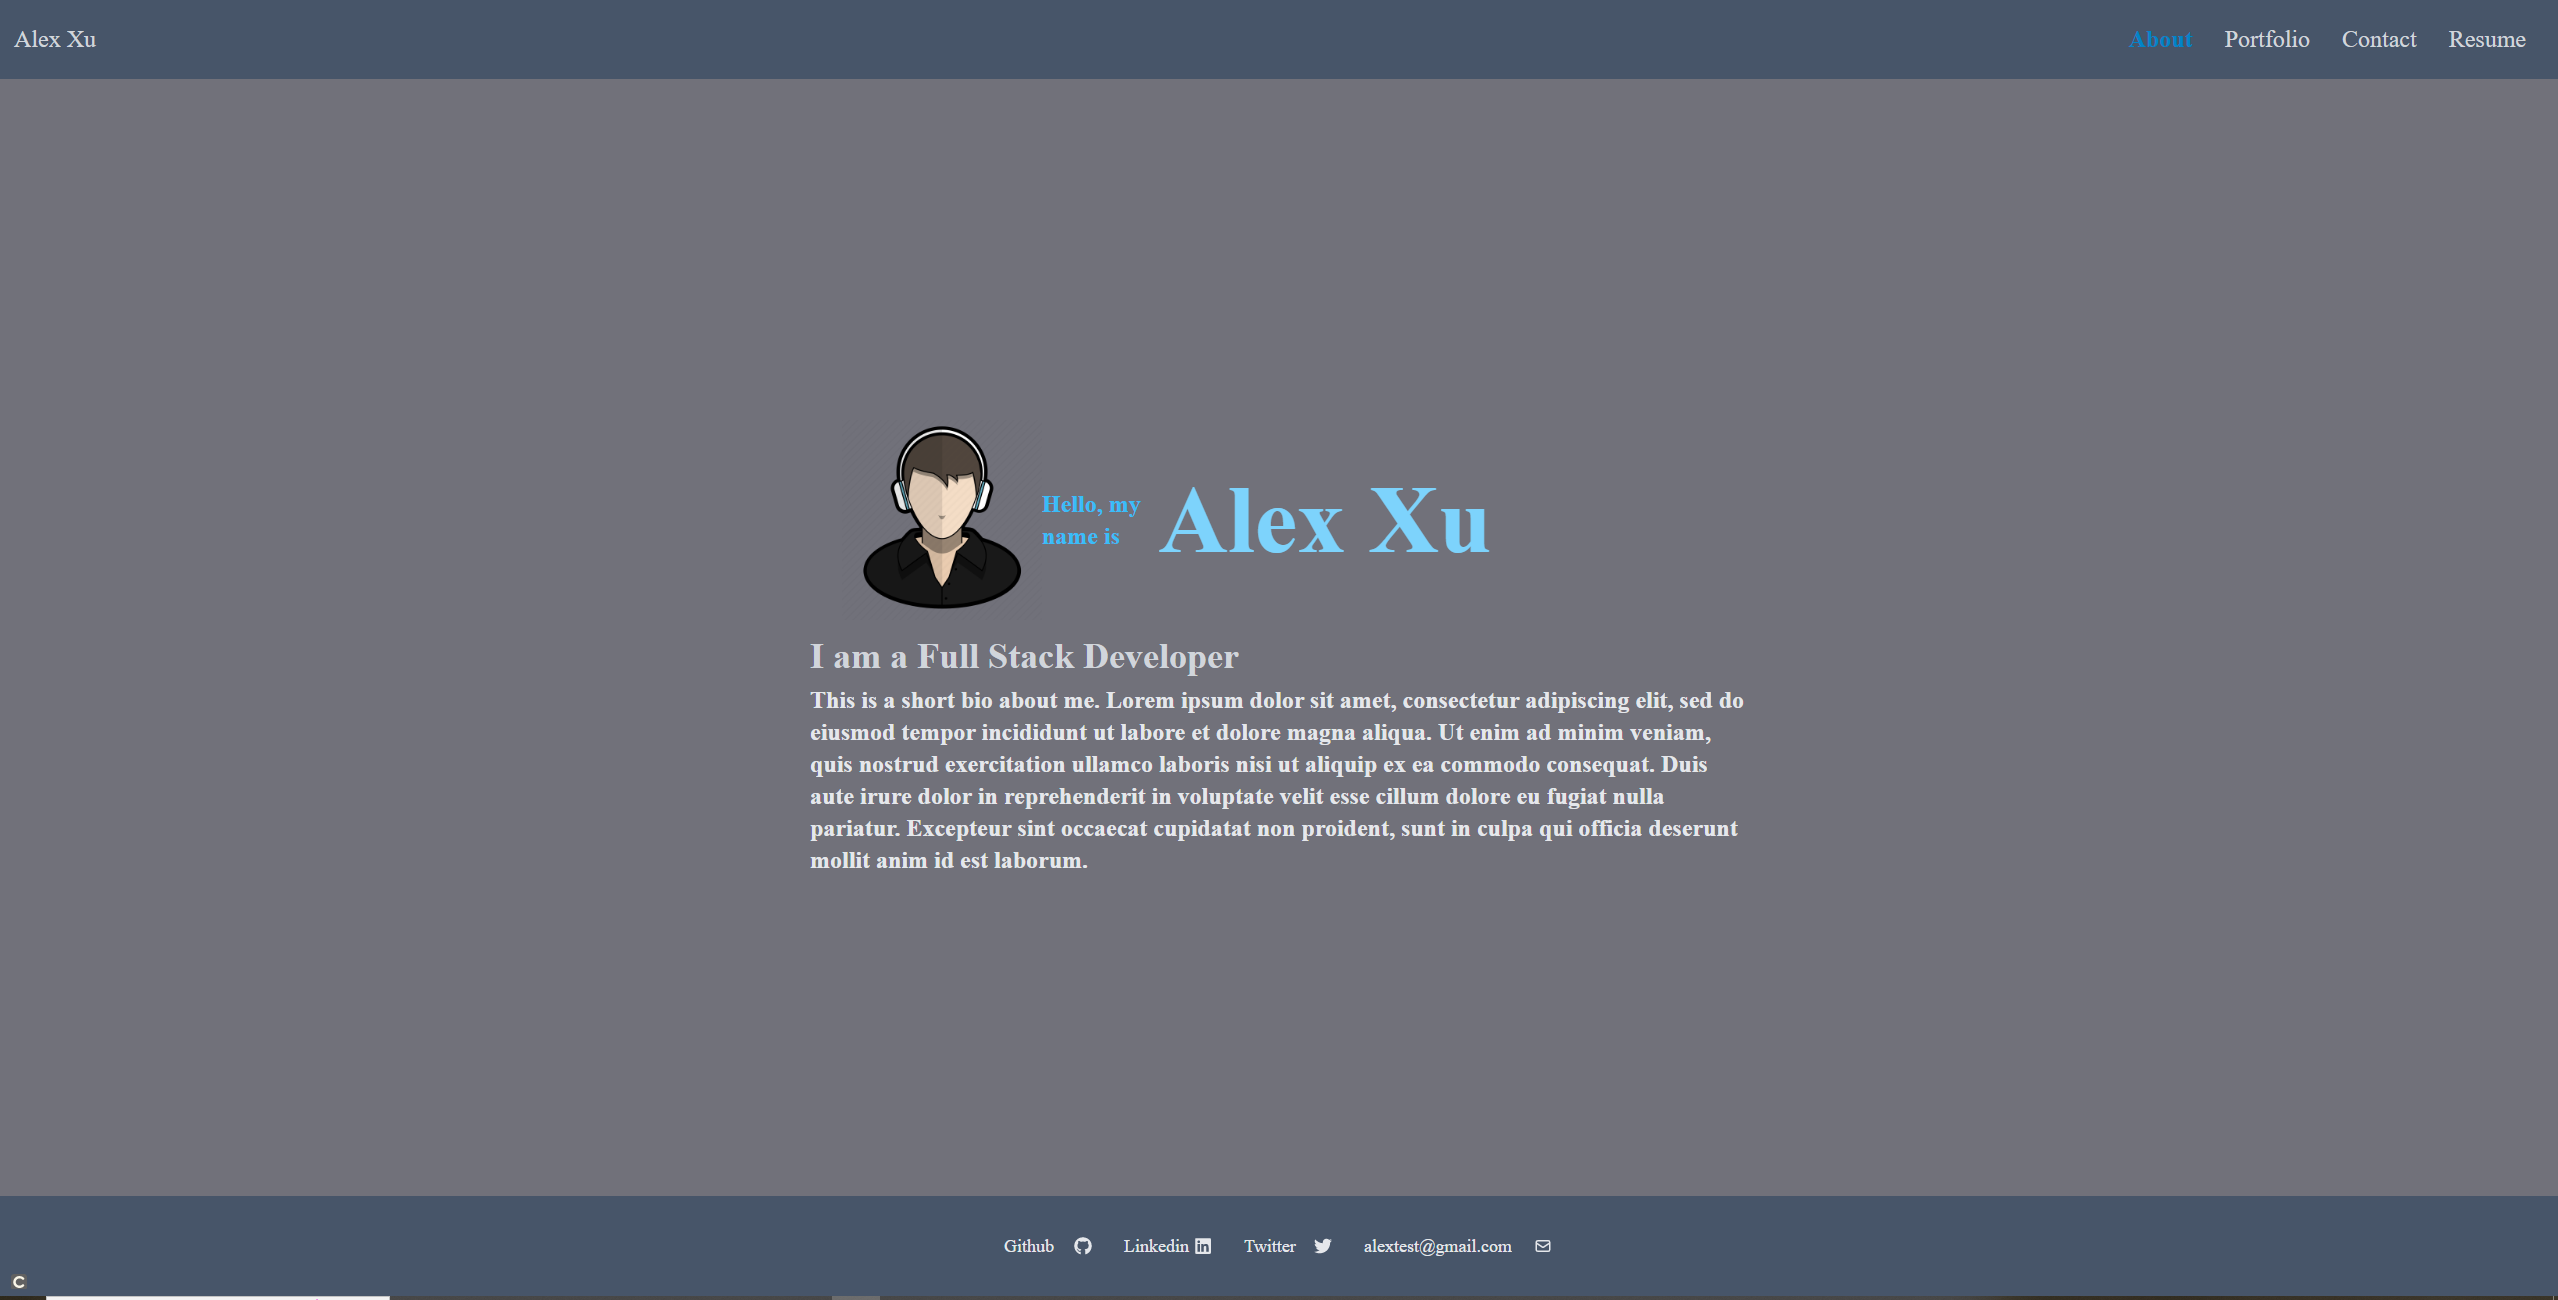 Alex Xu
About Portfolio Contact Resume
Hello, my
name is
Alex Xu
I am a Full Stack Developer
This is a short bio about me. Lorem ipsum dolor sit amet, consectetur adipiscing elit, sed do
eiusmod tempor incididunt ut labore et dolore magna aliqua. Ut enim ad minim veniam,
quis nostrud exercitation ullamco laboris nisi ut aliquip ex ea commodo consequat. Duis
aute irure dolor in reprehenderit in voluptate velit esse cillum dolore eu fugiat nulla
pariatur. Excepteur sint occaecat cupidatat non proident, sunt in culpa qui officia deserunt
mollit anim id est laborum.
Github Linkedin in Twitter alextest@gmail.com
C